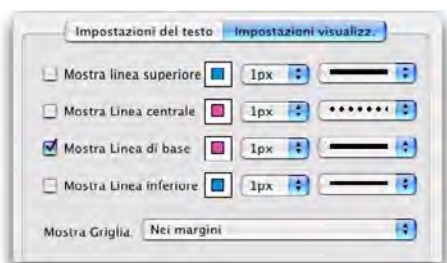 Impostazioni del testo Impostazioni visualizz.
Mostra linea superiore 1px
Mostra Linea centrale 1px
Mostra Linea di base 1px
Mostra Linea inferiore 1px
Mostra Griglia. Nei margini